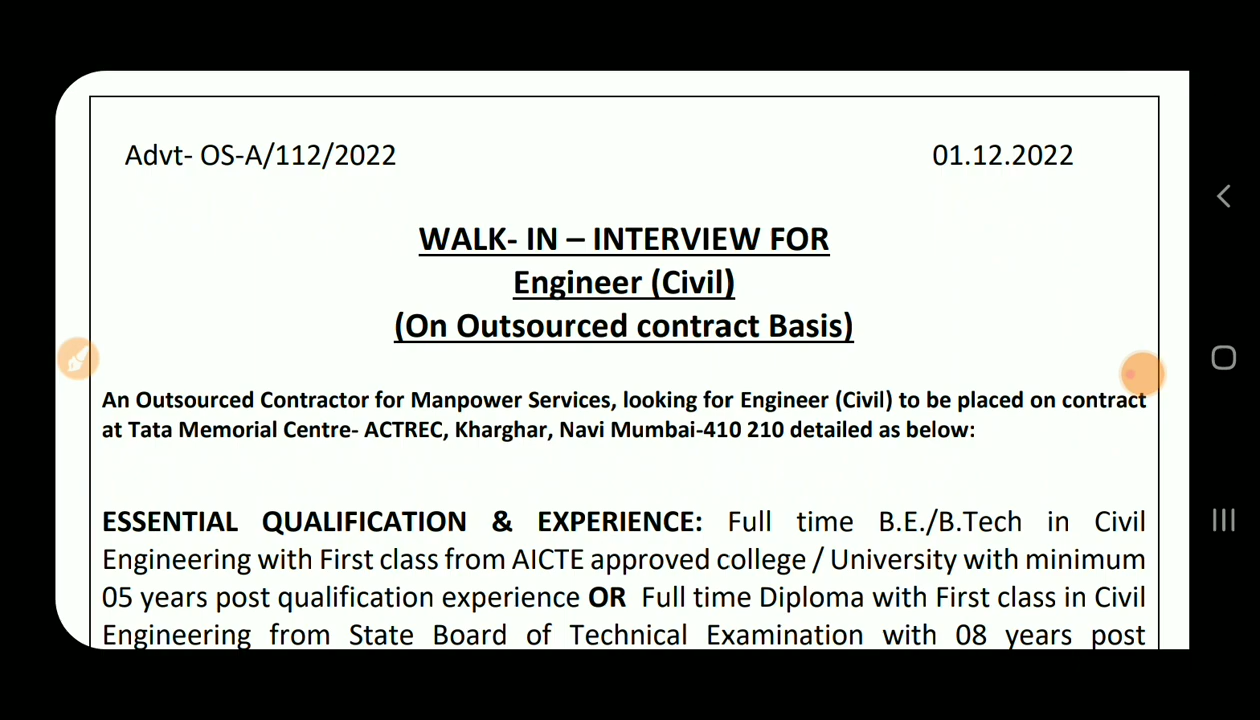 Advt- OS-A/112/2022 01.12.2022
WALK- IN – INTERVIEW FOR
Engineer (Civil)
(On Outsourced contract Basis)
An Outsourced Contractor for Manpower Services, looking for Engineer (Civil) to be placed on contract
at Tata Memorial Centre- ACTREC, Kharghar, Navi Mumbai-410 210 detailed as below:
ESSENTIAL QUALIFICATION & EXPERIENCE: Full time B.E./B.Tech in Civil
Engineering with First class from AICTE approved college / University with minimum
05 years post qualification experience OR Full time Diploma with First class in Civil
Engineering from State Board of Technical Examination with 08 years post